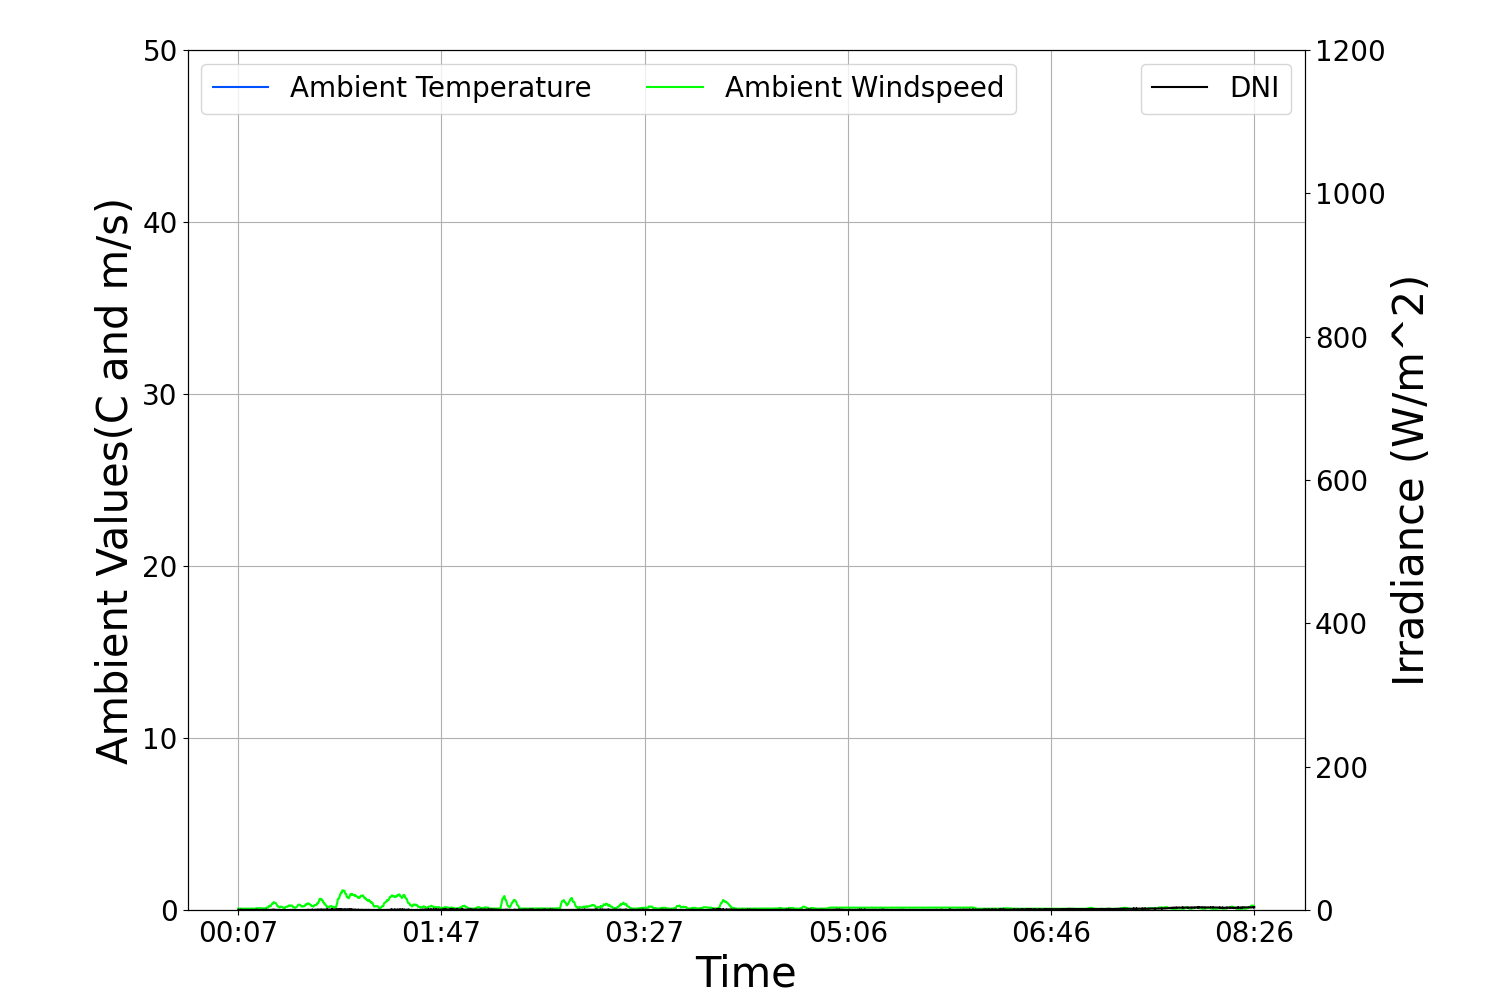 Ambient Temperature Ambient Windspeed DNI
Ambient Values(C and m/s)
50
40
30
20
10
0
1200
1000
800
600
400
200
0
Irradiance (W/m^2)
00:07 01:47 03:27 05:06 06:46 08:26
Time